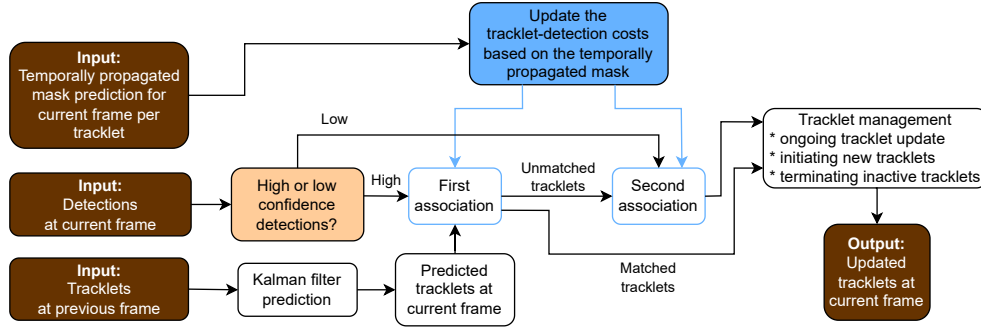 Update the
tracklet-detection costs
based on the temporally
propagated mask
Input:
Temporally propagated
mask prediction for
current frame per
tracklet
Low
Tracklet management
* ongoing tracklet update
* initiating new tracklets
* terminating inactive tracklets
Input:
Detections
at current frame
High or low
confidence
detections?
High
First
association
Unmatched
tracklets
Second
association
Matched
tracklets
Input:
Tracklets
at previous frame
Kalman filter
prediction
Predicted
tracklets at
current frame
Output:
Updated
tracklets at
current frame